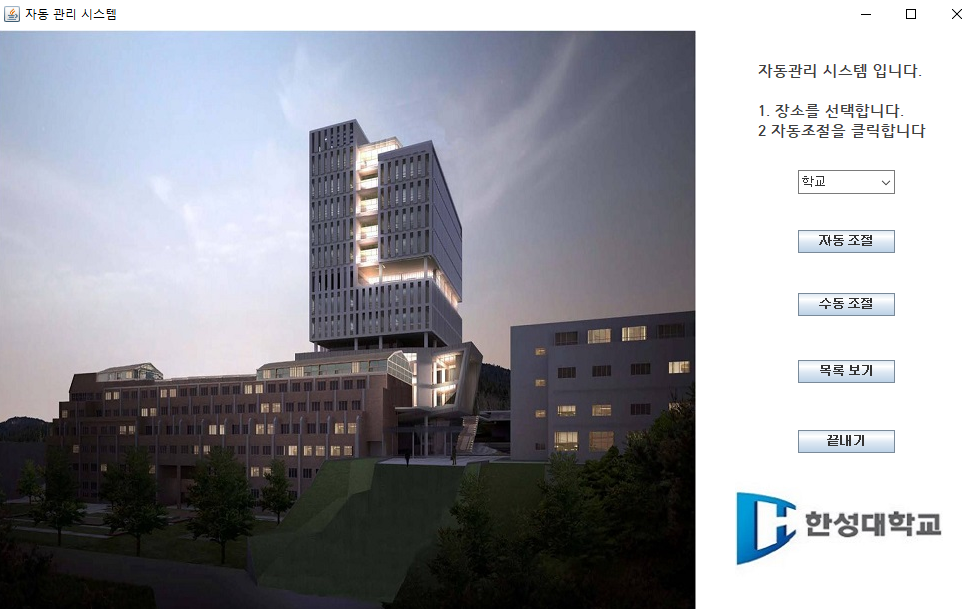 자동 관리 시스템
자동관리 시스템 입니다.
1. 장소를 선택합니다.
2 자동조절을 클릭합니다
학교
자동 조절
수동 조절
목록 보기
끝내기
한성대학교